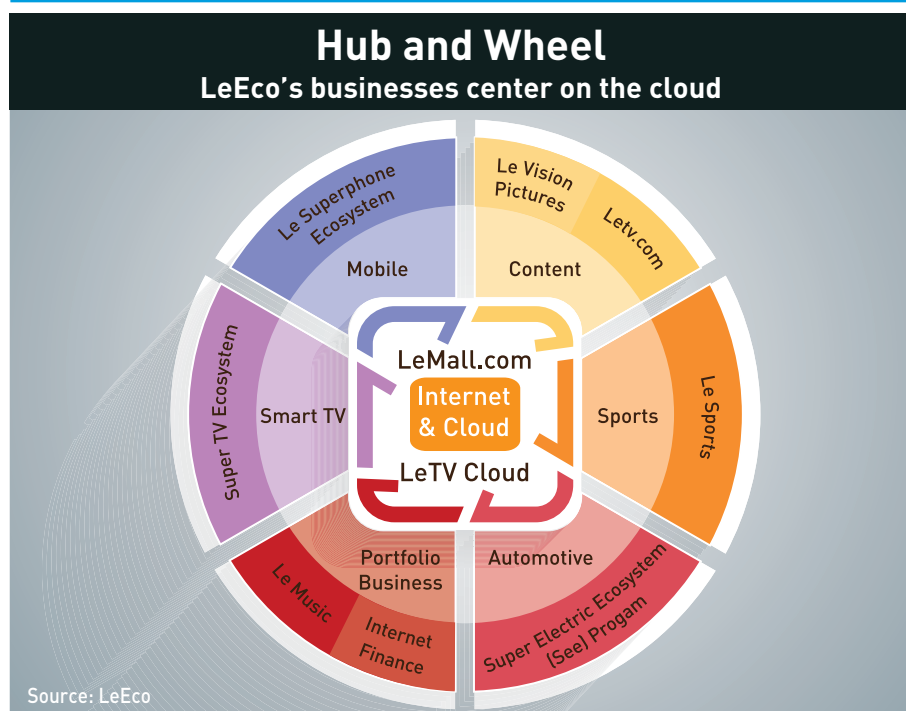 Hub and Wheel
LeEco's businesses center on the cloud
Le Superphone
Ecosystem
Mobile
Le Vision
Pictures
Letv.com
Content
Super TV Ecosystem
Smart TV
LeMall.com
Internet
& Cloud
LeTV Cloud
Sports
Le Sports
Portfolio
Business
Le Music
Internet
Finance
Automotive
Super Electric Ecosystem
(See) Progam
Source: LeEco